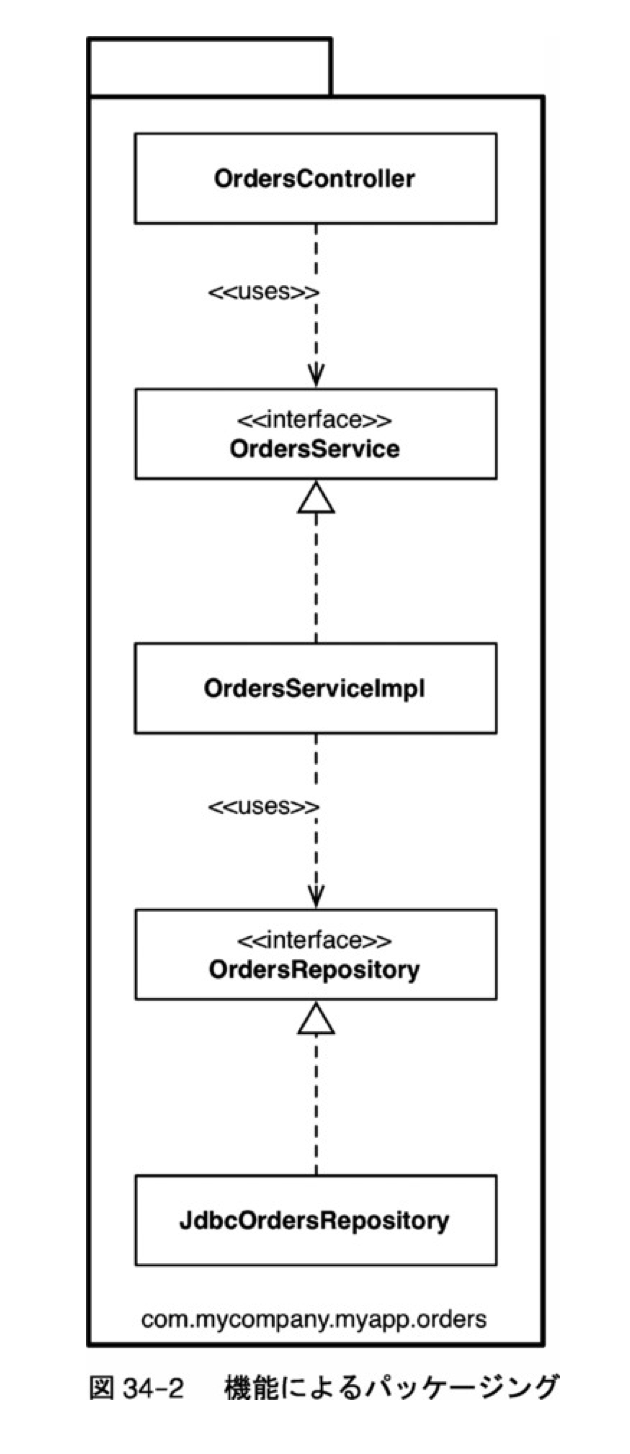 OrdersController
<<uses>>
<<interface>>
OrdersService
OrdersServiceImpl
<<uses>>
<<interface>>
OrdersRepository
JdbcOrdersRepository
com.mycompany.myapp.orders
図 34-2 機能によるパッケージング